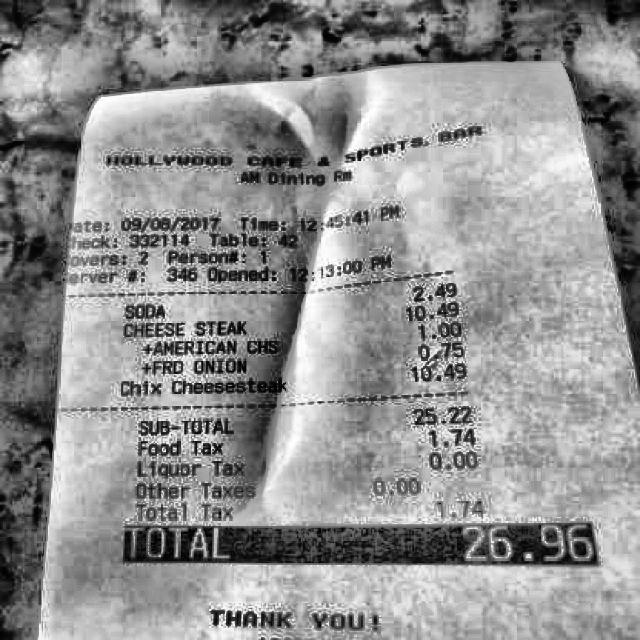 HOLLYWOOD CAFE & SPORTS BAR
AM Dining Rm
ate: 09/08/2017 Time: 12:45:41 PM
heck: 332114 Table: 42
overs: 2 Person#: 1
erver #: 346 Opened: 12:13:00 PM
SODA 2.49
CHEESE STEAK 10.49
+AMERICAN CHS 1.00
+FRD ONION 0.75
Chix Cheesesteak 10.49
SUB-TOTAL 25.22
Food Tax 1.74
Liquor Tax 0.00
Other Taxes 0.00
Total Tax 1.74
TOTAL 26.96
THANK YOU!